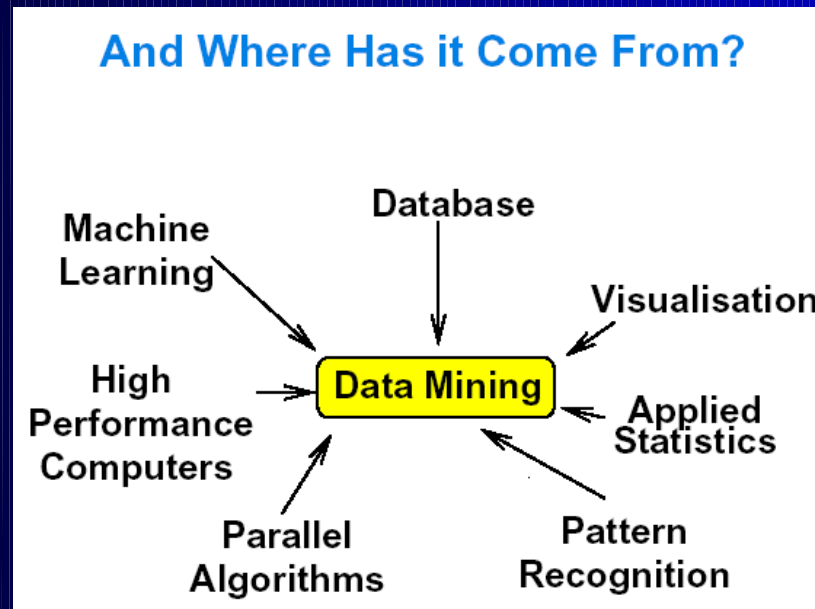 And Where Has it Come From?
Database
Machine
Learning
Visualisation
High
Performance
Computers
Data Mining
Applied
Statistics
Parallel
Algorithms
Pattern
Recognition